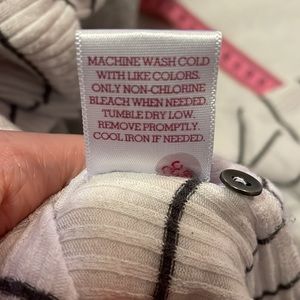 MACHINE WASH COLD
WITH LIKE COLORS.
ONLY NON-CHLORINE
BLEACH WHEN NEEDED.
TUMBLE DRY LOW.
REMOVE PROMPTLY.
COOL IRON IF NEEDED.